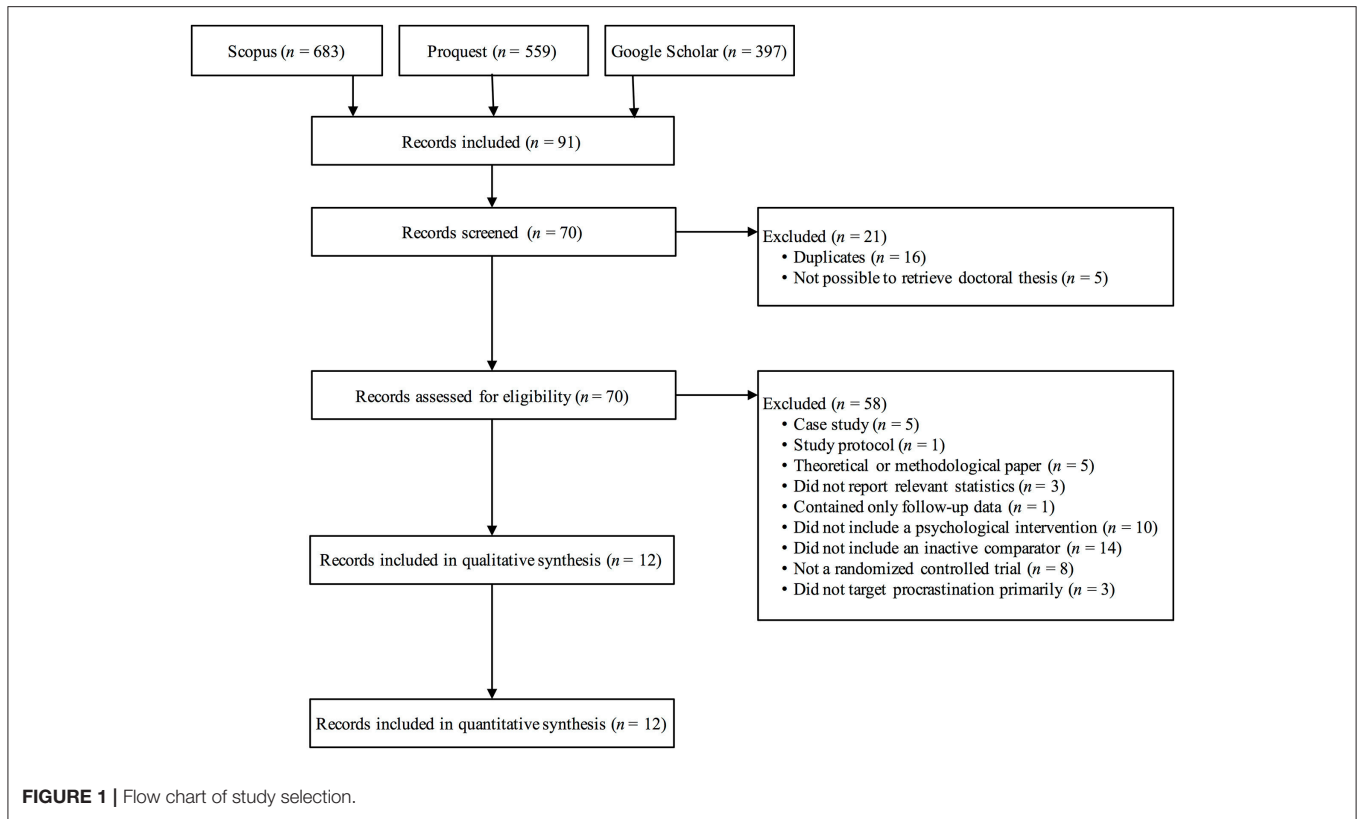 Scopus (n = 683)
Proquest (n = 559)
Google Scholar (n = 397)
Records included (n = 91)
Records screened (n = 70)
Excluded (n = 21)
• Duplicates (n = 16)
• Not possible to retrieve doctoral thesis (n = 5)
Records assessed for eligibility (n = 70)
Excluded (n = 58)
• Case study (n = 5)
• Study protocol (n = 1)
• Theoretical or methodological paper (n = 5)
• Did not report relevant statistics (n = 3)
• Contained only follow-up data (n = 1)
• Did not include a psychological intervention (n = 10)
• Did not include an inactive comparator (n = 14)
• Not a randomized controlled trial (n = 8)
• Did not target procrastination primarily (n = 3)
Records included in qualitative synthesis (n = 12)
Records included in quantitative synthesis (n = 12)
FIGURE 1 | Flow chart of study selection.